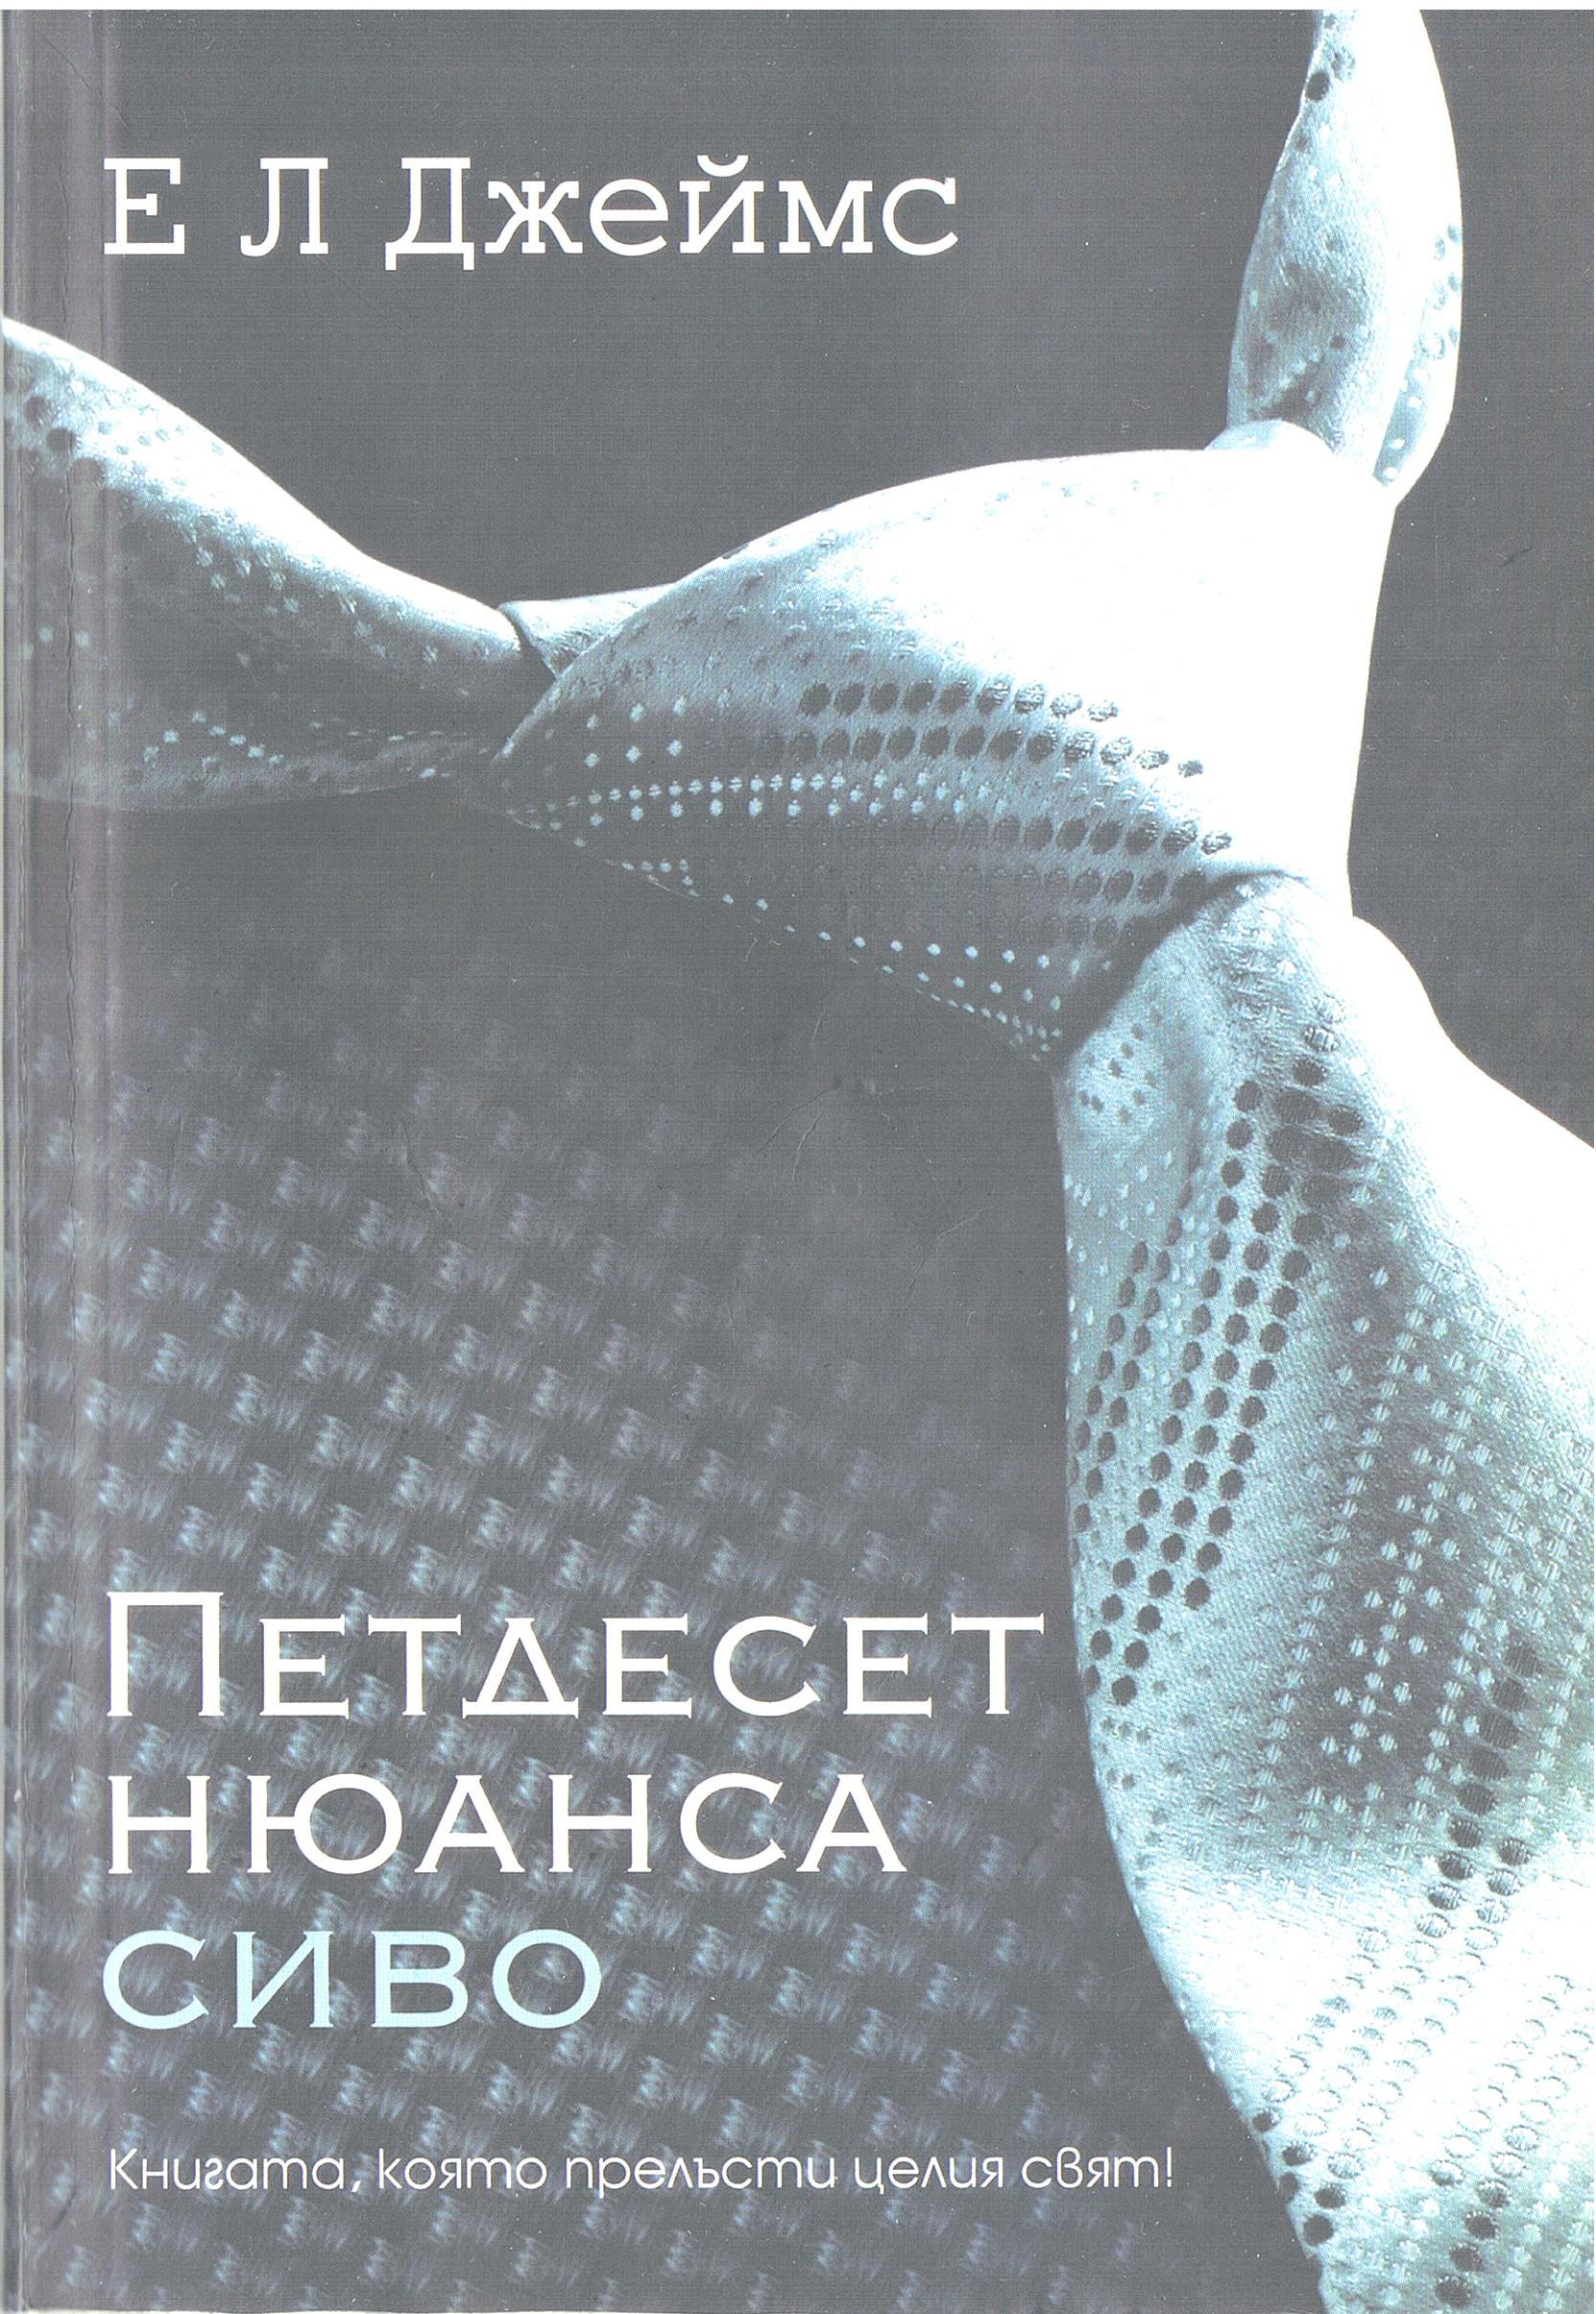 Е Л Джеймс
Петдесет
нюанса
сиво
Книгата, която прелъсти целия свят!